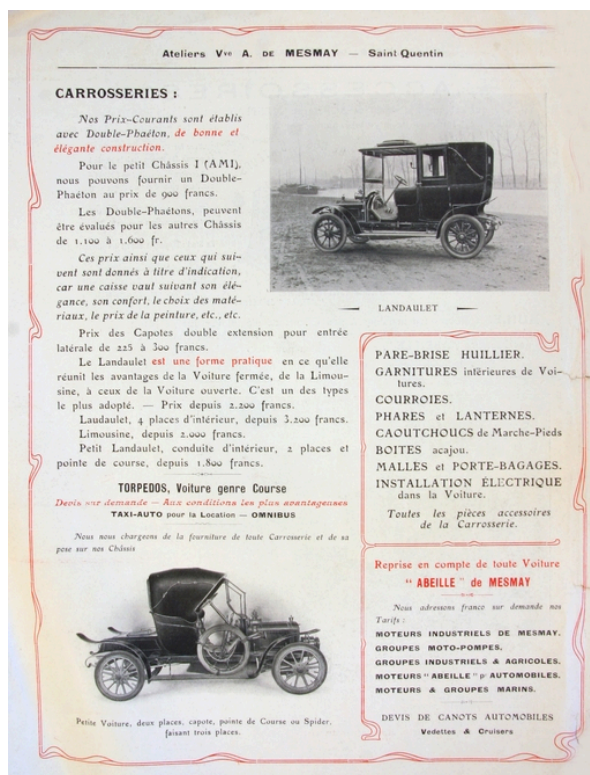 Ateliers Vve A. DE MESMAY — Saint Quentin
CARROSSERIES :
Nos Prix-Courants sont établis
avec Double-Phaéton, de bonne et
élégante construction.
Pour le petit Châssis I (AMI),
nous pouvons fournir un Double-
Phaéton au prix de 900 francs.
Les Double-Phaétons, peuvent
être évalués pour les autres Châssis
de 1.100 à 1.600 fr.
Ces prix ainsi que ceux qui sui-
vent sont donnés à titre d'indication,
car une caisse vaut suivant son élé-
gance, son confort, le choix des maté-
riaux, le prix de la peinture, etc., etc.
Prix des Capotes double extension pour entrée
latérale de 225 à 300 francs.
Le Landaulet est une forme pratique en ce qu'elle
réunit les avantages de la Voiture fermée, de la Limou-
sine, à ceux de la Voiture ouverte. C'est un des types
le plus adopté. — Prix depuis 2.200 francs.
Laudaulet, 4 places d'intérieur, depuis 3.200 francs.
Limousine, depuis 2.000 francs.
Petit Landaulet, conduite d'intérieur, 2 places et
pointe de course, depuis 1.800 francs.
TORPEDOS, Voiture genre Course
Devis sur demande — Aux conditions les plus avantageuses
TAXI-AUTO pour la Location — OMNIBUS
Nous nous chargeons de la fourniture de toute Carrosserie et de sa
pose sur nos Châssis
Petite Voiture, deux places, capote, pointe de Course ou Spider,
faisant trois places.
LANDAULET
PARE-BRISE HUILLIER.
GARNITURES intérieures de Voi-
tures.
COURROIES.
PHARES et LANTERNES.
CAOUTCHOUCS de Marche-Pieds
BOITES acajou.
MALLES et PORTE-BAGAGES.
INSTALLATION ÉLECTRIQUE
dans la Voiture.
Toutes les pièces accessoires
de la Carrosserie.
Reprise en compte de toute Voiture
" ABEILLE " de MESMAY
Nous adressons franco sur demande nos
Tarifs :
MOTEURS INDUSTRIELS DE MESMAY.
GROUPES MOTO-POMPES.
GROUPES INDUSTRIELS & AGRICOLES.
MOTEURS " ABEILLE " pr AUTOMOBILES.
MOTEURS & GROUPES MARINS.
DEVIS DE CANOTS AUTOMOBILES
Vedettes & Cruisers